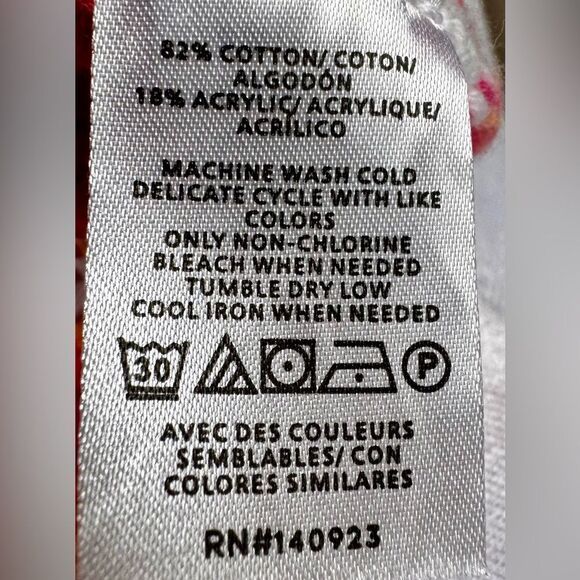 82% COTTON/ COTON/
ALGODÓN
18% ACRYLIC/ ACRYLIQUE/
ACRÍLICO
MACHINE WASH COLD
DELICATE CYCLE WITH LIKE
COLORS
ONLY NON-CHLORINE
BLEACH WHEN NEEDED
TUMBLE DRY LOW
COOL IRON WHEN NEEDED
30 P
AVEC DES COULEURS
SEMBLABLES/ CON
COLORES SIMILARES
RN#140923